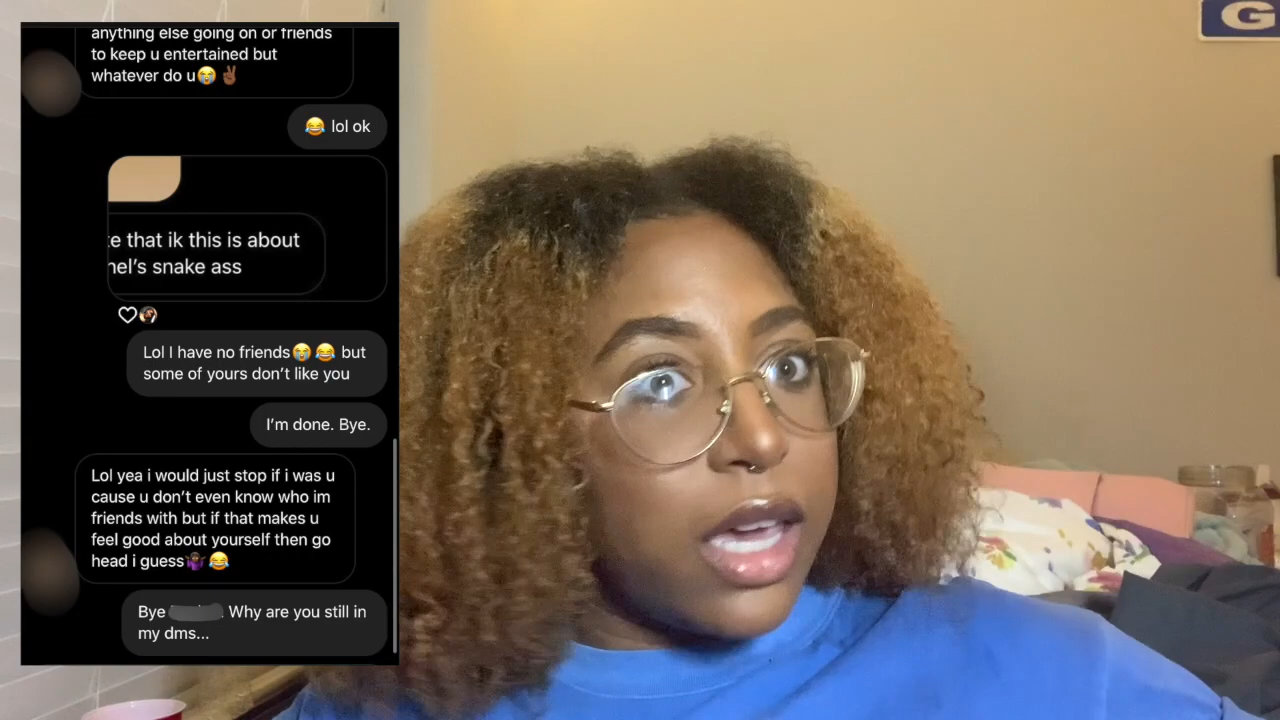 anything else going on or friends
to keep u entertained but
whatever do u😭✌🏾
😂 lol ok
that ik this is about
snake ass
Lol I have no friends😭😂 but
some of yours don't like you
I'm done. Bye.
Lol yea i would just stop if i was u
cause u don't even know who im
friends with but if that makes u
feel good about yourself then go
head i guess🤷🏾‍♀️😂
Bye . Why are you still in
my dms...
G